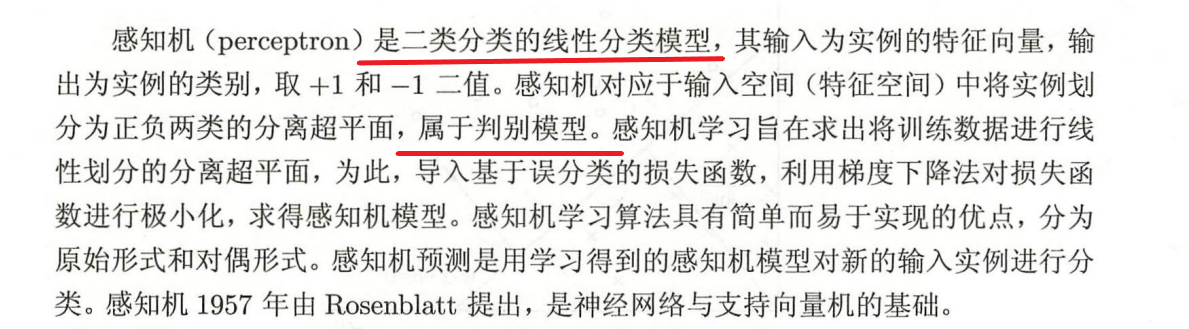 感知机（perceptron）是二类分类的线性分类模型，其输入为实例的特征向量，输
出为实例的类别，取 +1 和 −1 二值。感知机对应于输入空间（特征空间）中将实例划
分为正负两类的分离超平面，属于判别模型。感知机学习旨在求出将训练数据进行线
性划分的分离超平面，为此，导入基于误分类的损失函数，利用梯度下降法对损失函
数进行极小化，求得感知机模型。感知机学习算法具有简单而易于实现的优点，分为
原始形式和对偶形式。感知机预测是用学习得到的感知机模型对新的输入实例进行分
类。感知机 1957 年由 Rosenblatt 提出，是神经网络与支持向量机的基础。